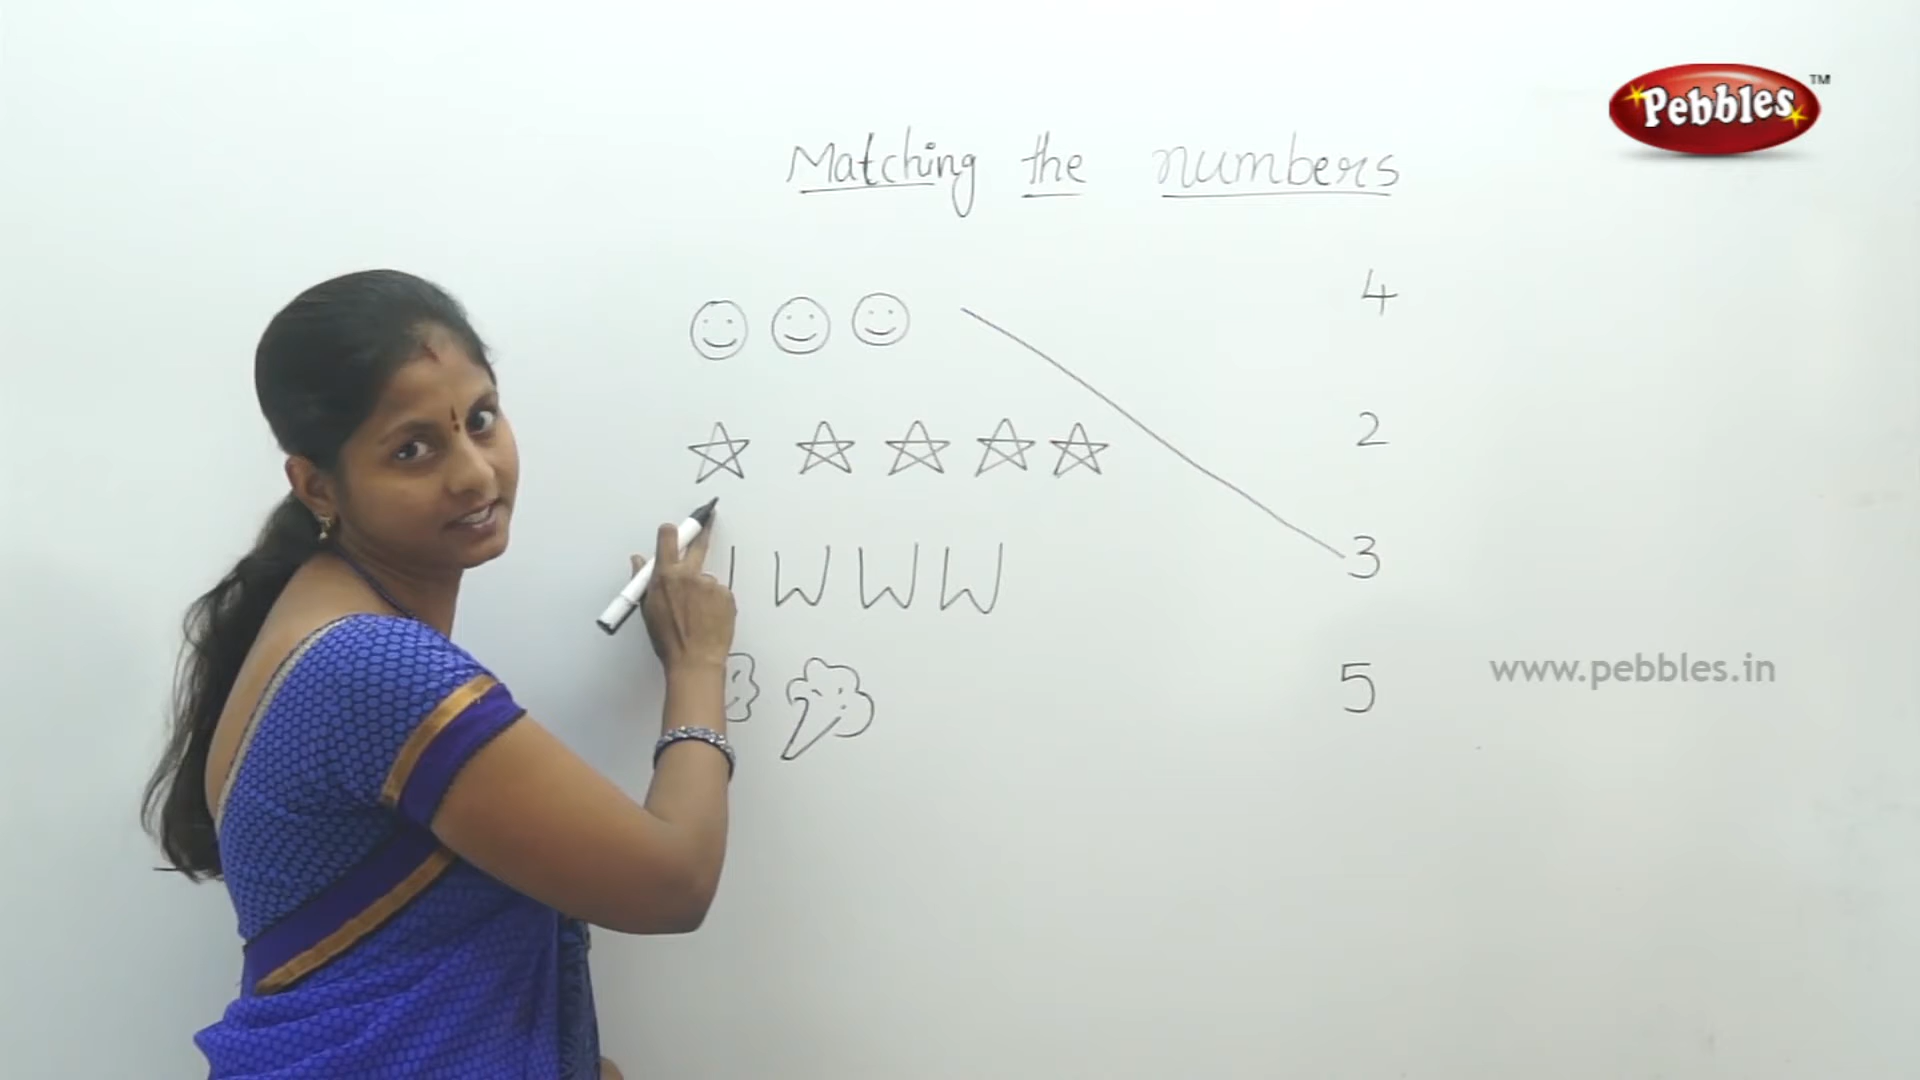 Pebbles TM
Matching the numbers
4
2
W W W 3
www.pebbles.in
5